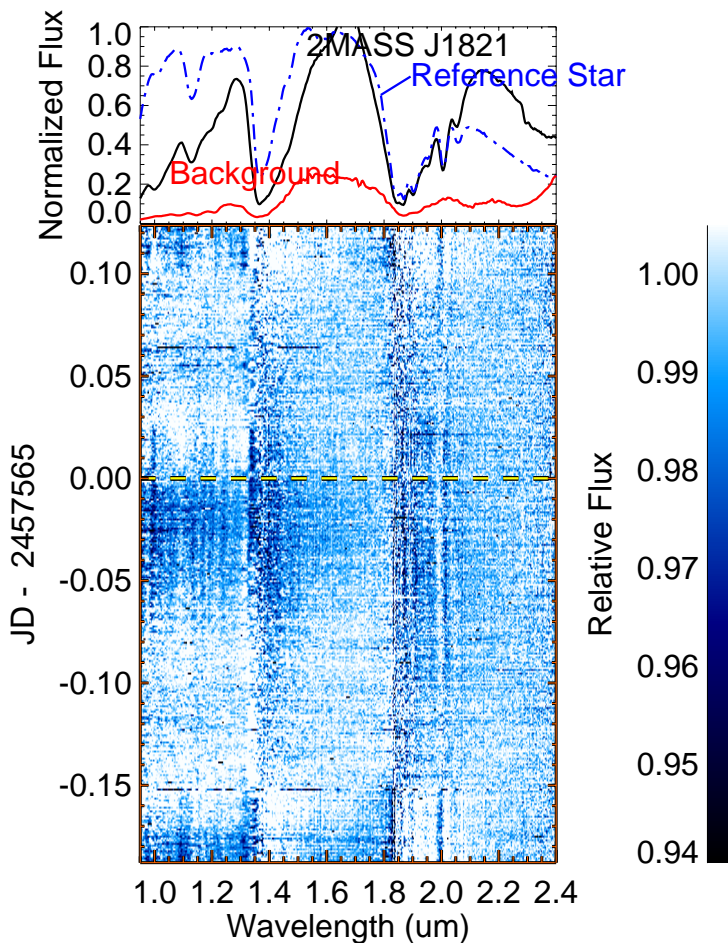 2MASS J1821
Reference Star
Background
Normalized Flux
1.0
0.8
0.6
0.4
0.2
0.0
JD - 2457565
0.10
0.05
0.00
-0.05
-0.10
-0.15
1.0 1.2 1.4 1.6 1.8 2.0 2.2 2.4
Wavelength (um)
Relative Flux
1.00
0.99
0.98
0.97
0.96
0.95
0.94